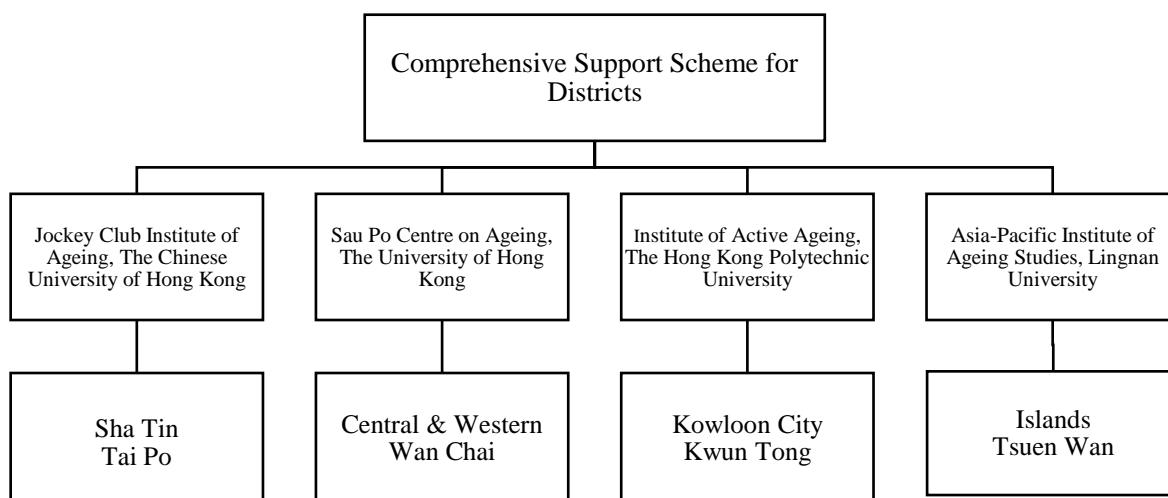 Comprehensive Support Scheme for
Districts
Jockey Club Institute of
Ageing, The Chinese
University of Hong Kong
Sau Po Centre on Ageing,
The University of Hong
Kong
Institute of Active Ageing,
The Hong Kong Polytechnic
University
Asia-Pacific Institute of
Ageing Studies, Lingnan
University
Sha Tin
Tai Po
Central & Western
Wan Chai
Kowloon City
Kwun Tong
Islands
Tsuen Wan